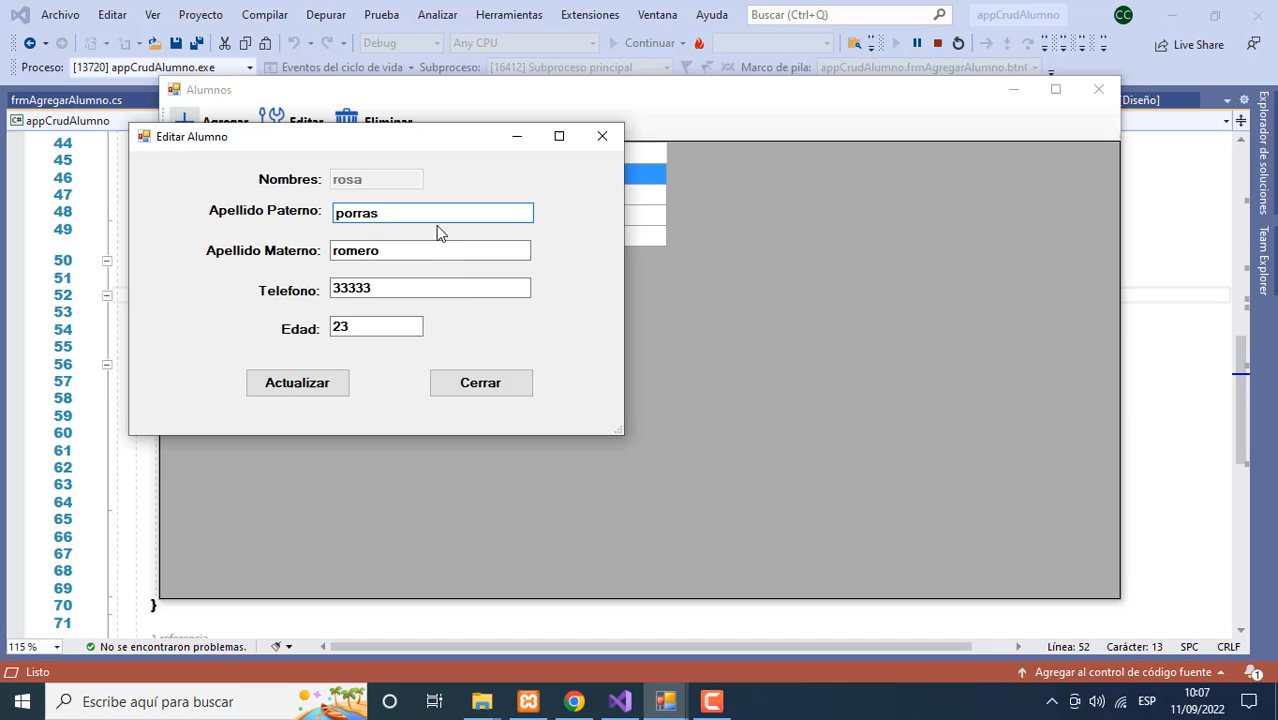 Archivo Editar Ver Proyecto Compilar Depurar Prueba Analizar Herramientas Extensiones Ventana Ayuda Buscar (Ctrl+Q) appCrudAlumno CC
Debug Any CPU Continuar Live Share
Proceso: [13720] appCrudAlumno.exe Eventos del ciclo de vida Subproceso: [16412] Subproceso principal Marco de pila: appCrudAlumno.frmAgregarAlumno.btn
frmAgregarAlumno.cs Alumnos [Diseño]
appCrudAlumno Agregar Editar Eliminar
Editar Alumno
Nombres: rosa
Apellido Paterno: porras
Apellido Materno: romero
Telefono: 33333
Edad: 23
Actualizar Cerrar
44
45
46
47
48
49
50
51
52
53
54
55
56
57
58
59
60
61
62
63
64
65
66
67
68
69
70 }
71
1 referencia
Explorador de soluciones
Team Explorer
115 % No se encontraron problemas. Línea: 52 Carácter: 13 SPC CRLF
Listo Agregar al control de código fuente 1
Escribe aquí para buscar ESP 10:07
11/09/2022